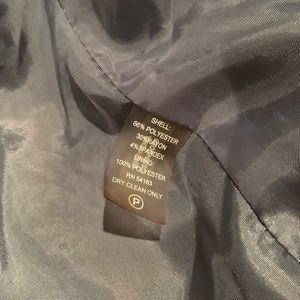 SHELL:
66% POLYESTER
30% RAYON
4% SPANDEX
LINING:
100% POLYESTER
RN 54163
DRY CLEAN ONLY
P